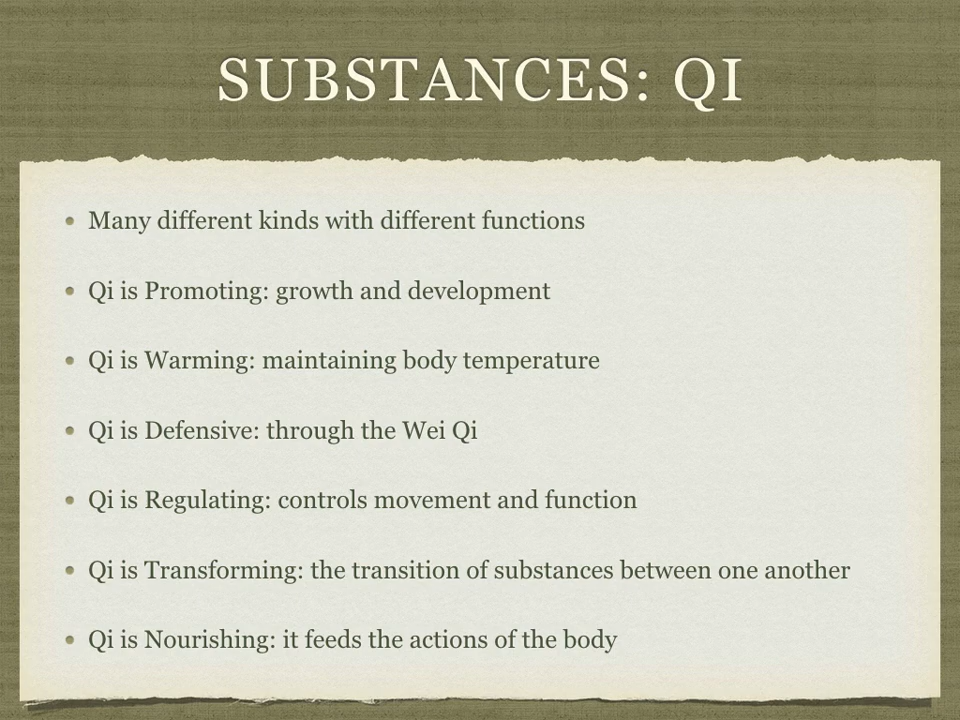 SUBSTANCES: QI
• Many different kinds with different functions
• Qi is Promoting: growth and development
• Qi is Warming: maintaining body temperature
• Qi is Defensive: through the Wei Qi
• Qi is Regulating: controls movement and function
• Qi is Transforming: the transition of substances between one another
• Qi is Nourishing: it feeds the actions of the body